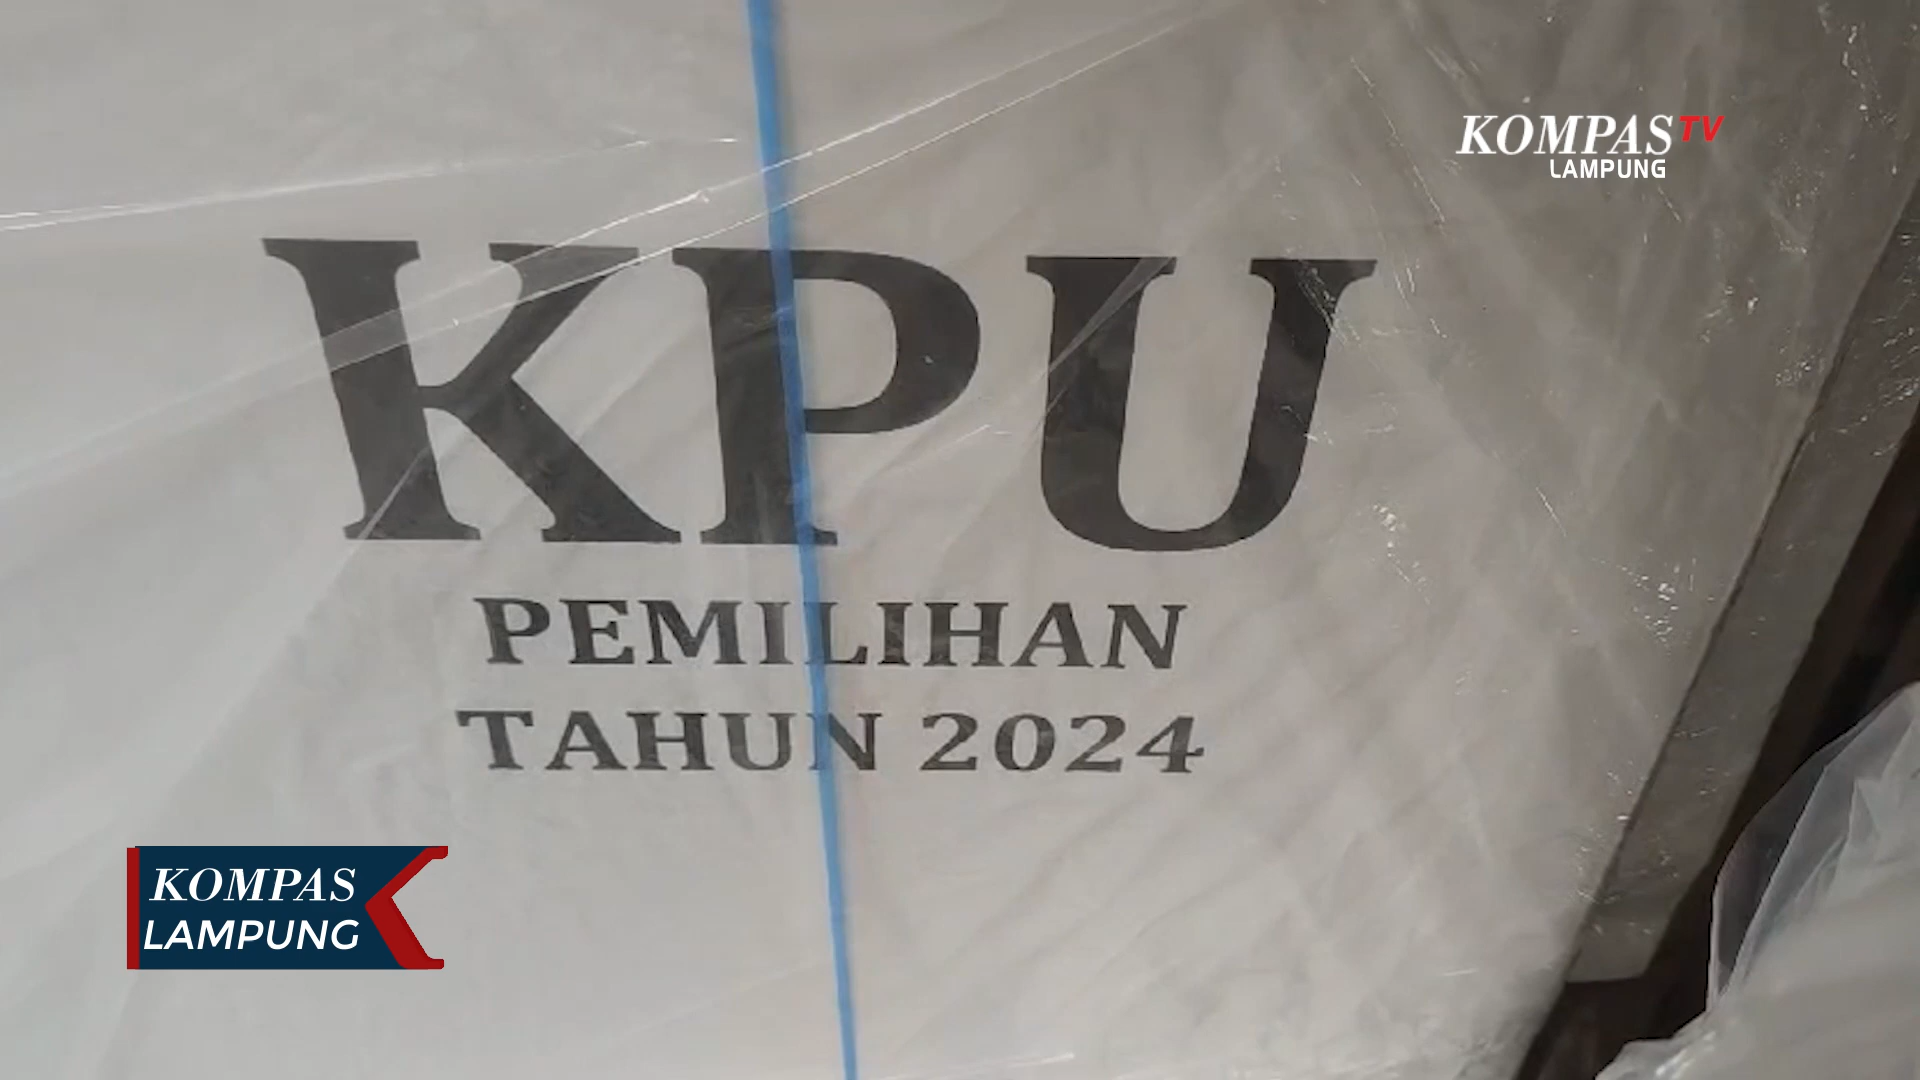 KOMPAS TV
LAMPUNG
KPU
PEMILIHAN
TAHUN 2024
KOMPAS
LAMPUNG